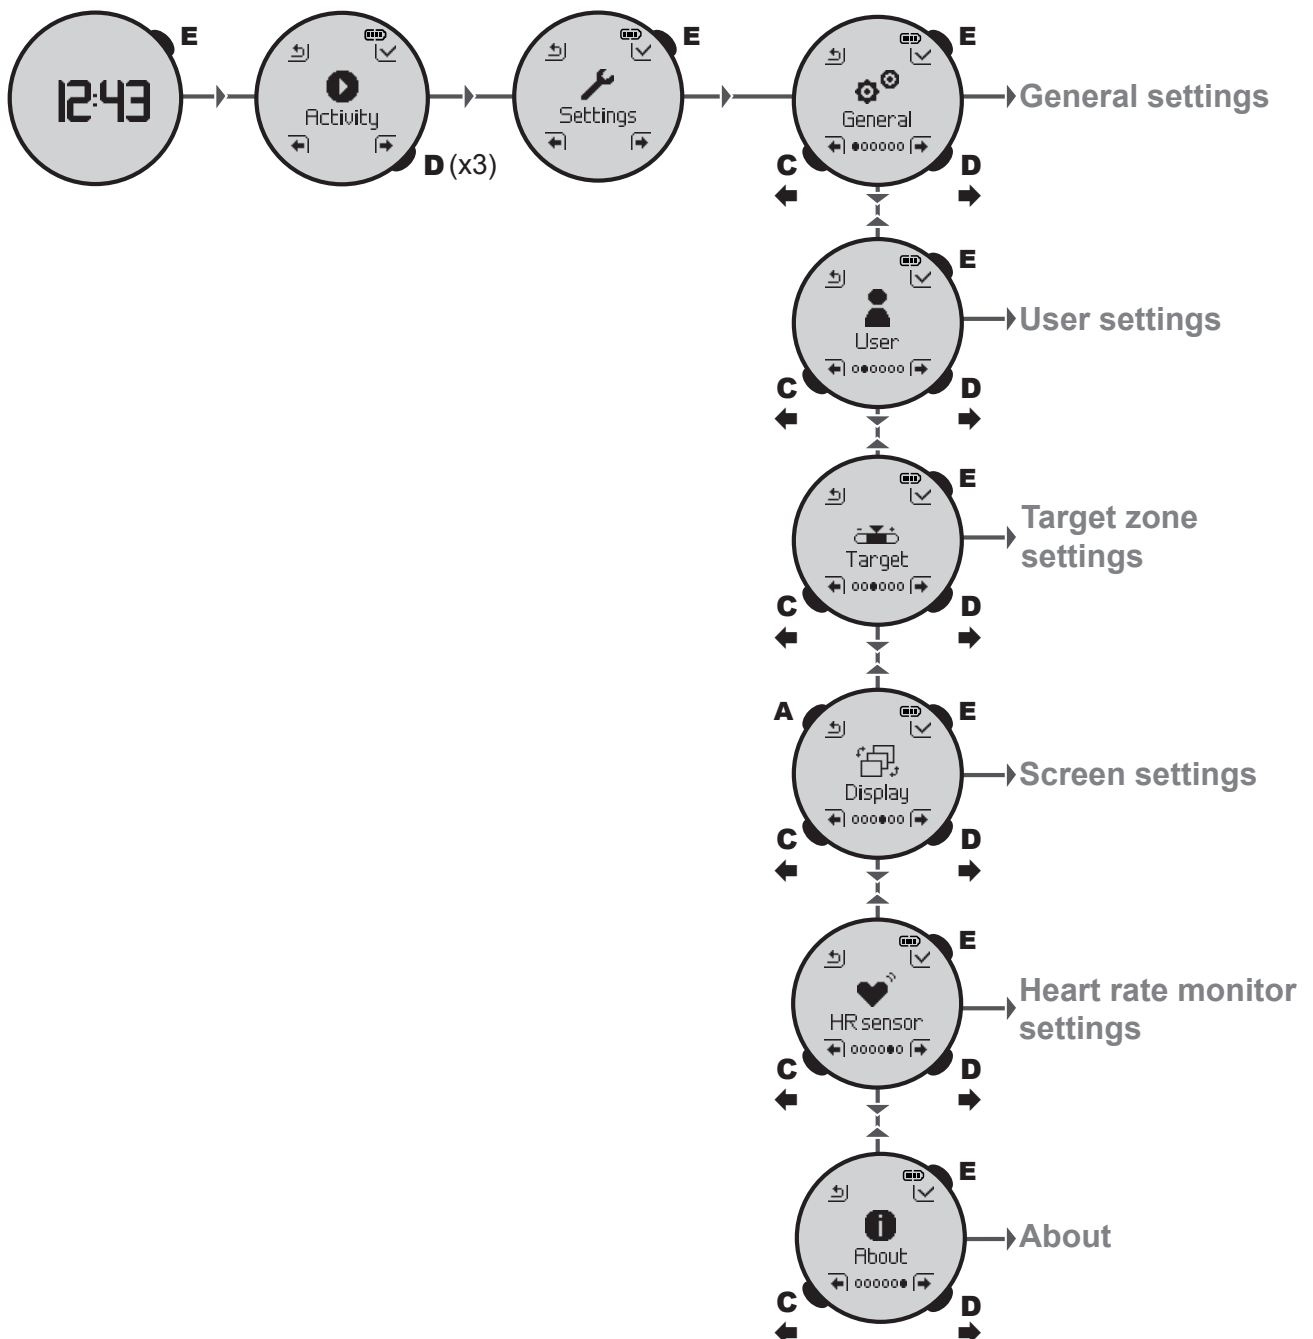 E
12:43
Activity
D (x3)
E
Settings
E
General
C
D
General settings
E
User
C
D
User settings
E
Target
C
D
Target zone
settings
A
E
Display
C
D
Screen settings
E
HR sensor
C
D
Heart rate monitor
settings
E
About
C
D
About